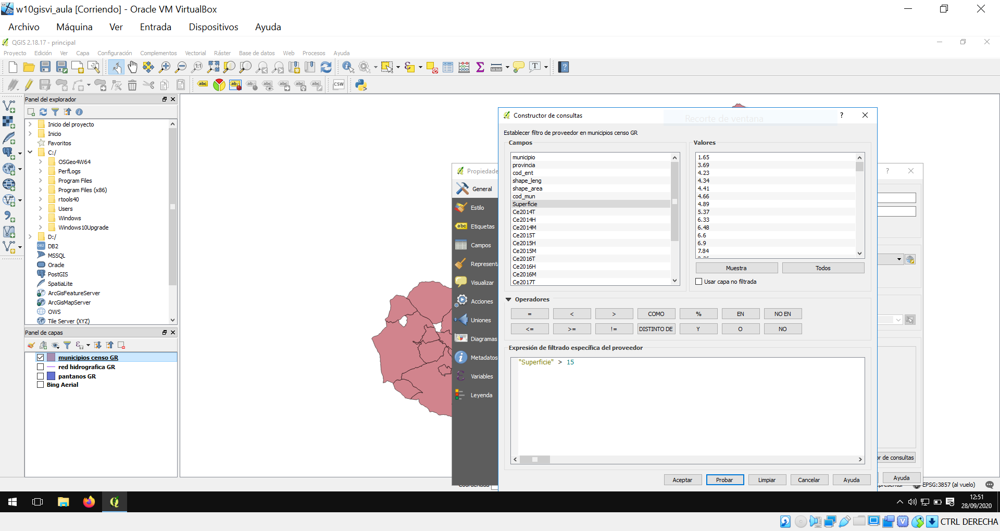 w10gisvi_aula [Corriendo] - Oracle VM VirtualBox
Archivo Máquina Ver Entrada Dispositivos Ayuda
QGIS 2.18.17 - principal
Proyecto Edición Ver Capa Configuración Complementos Vectorial Ráster Base de datos Web Procesos Ayuda
Panel del explorador
Inicio del proyecto
Inicio
Favoritos
C:/
OSGeo4W64
PerfLogs
Program Files
Program Files (x86)
rtools40
Users
Windows
Windows10Upgrade
D:/
DB2
MSSQL
Oracle
PostGIS
SpatiaLite
ArcGisFeatureServer
ArcGisMapServer
OWS
Tile Server (XYZ)
Panel de capas
municipios censo GR
red hidrografica GR
pantanos GR
Bing Aerial
Propiedade
General
Estilo
Etiquetas
Campos
Represent
Visualizar
Acciones
Uniones
Diagramas
Metadatos
Variables
Leyenda
Constructor de consultas
Recorte de ventana
Establecer filtro de proveedor en municipios censo GR
Campos
municipio
provincia
cod_ent
shape_leng
shape_area
cod_mun
Superficie
Ce2014T
Ce2014H
Ce2014M
Ce2015T
Ce2015H
Ce2015M
Ce2016T
Ce2016H
Ce2016M
Ce2017T
Valores
1.65
3.69
4.23
4.34
4.41
4.66
4.89
5.37
6.33
6.48
6.6
6.9
7.84
Muestra Todos
Usar capa no filtrada
Operadores
= < > COMO % EN NO EN
<= >= != DISTINTO DE Y O NO
Expresión de filtrado específica del proveedor
"Superficie" > 15
Aceptar Probar Limpiar Cancelar Ayuda
or de consultas
Ayuda
Coordenada
EPSG:3857 (al vuelo)
12:51
28/09/2020
CTRL DERECHA